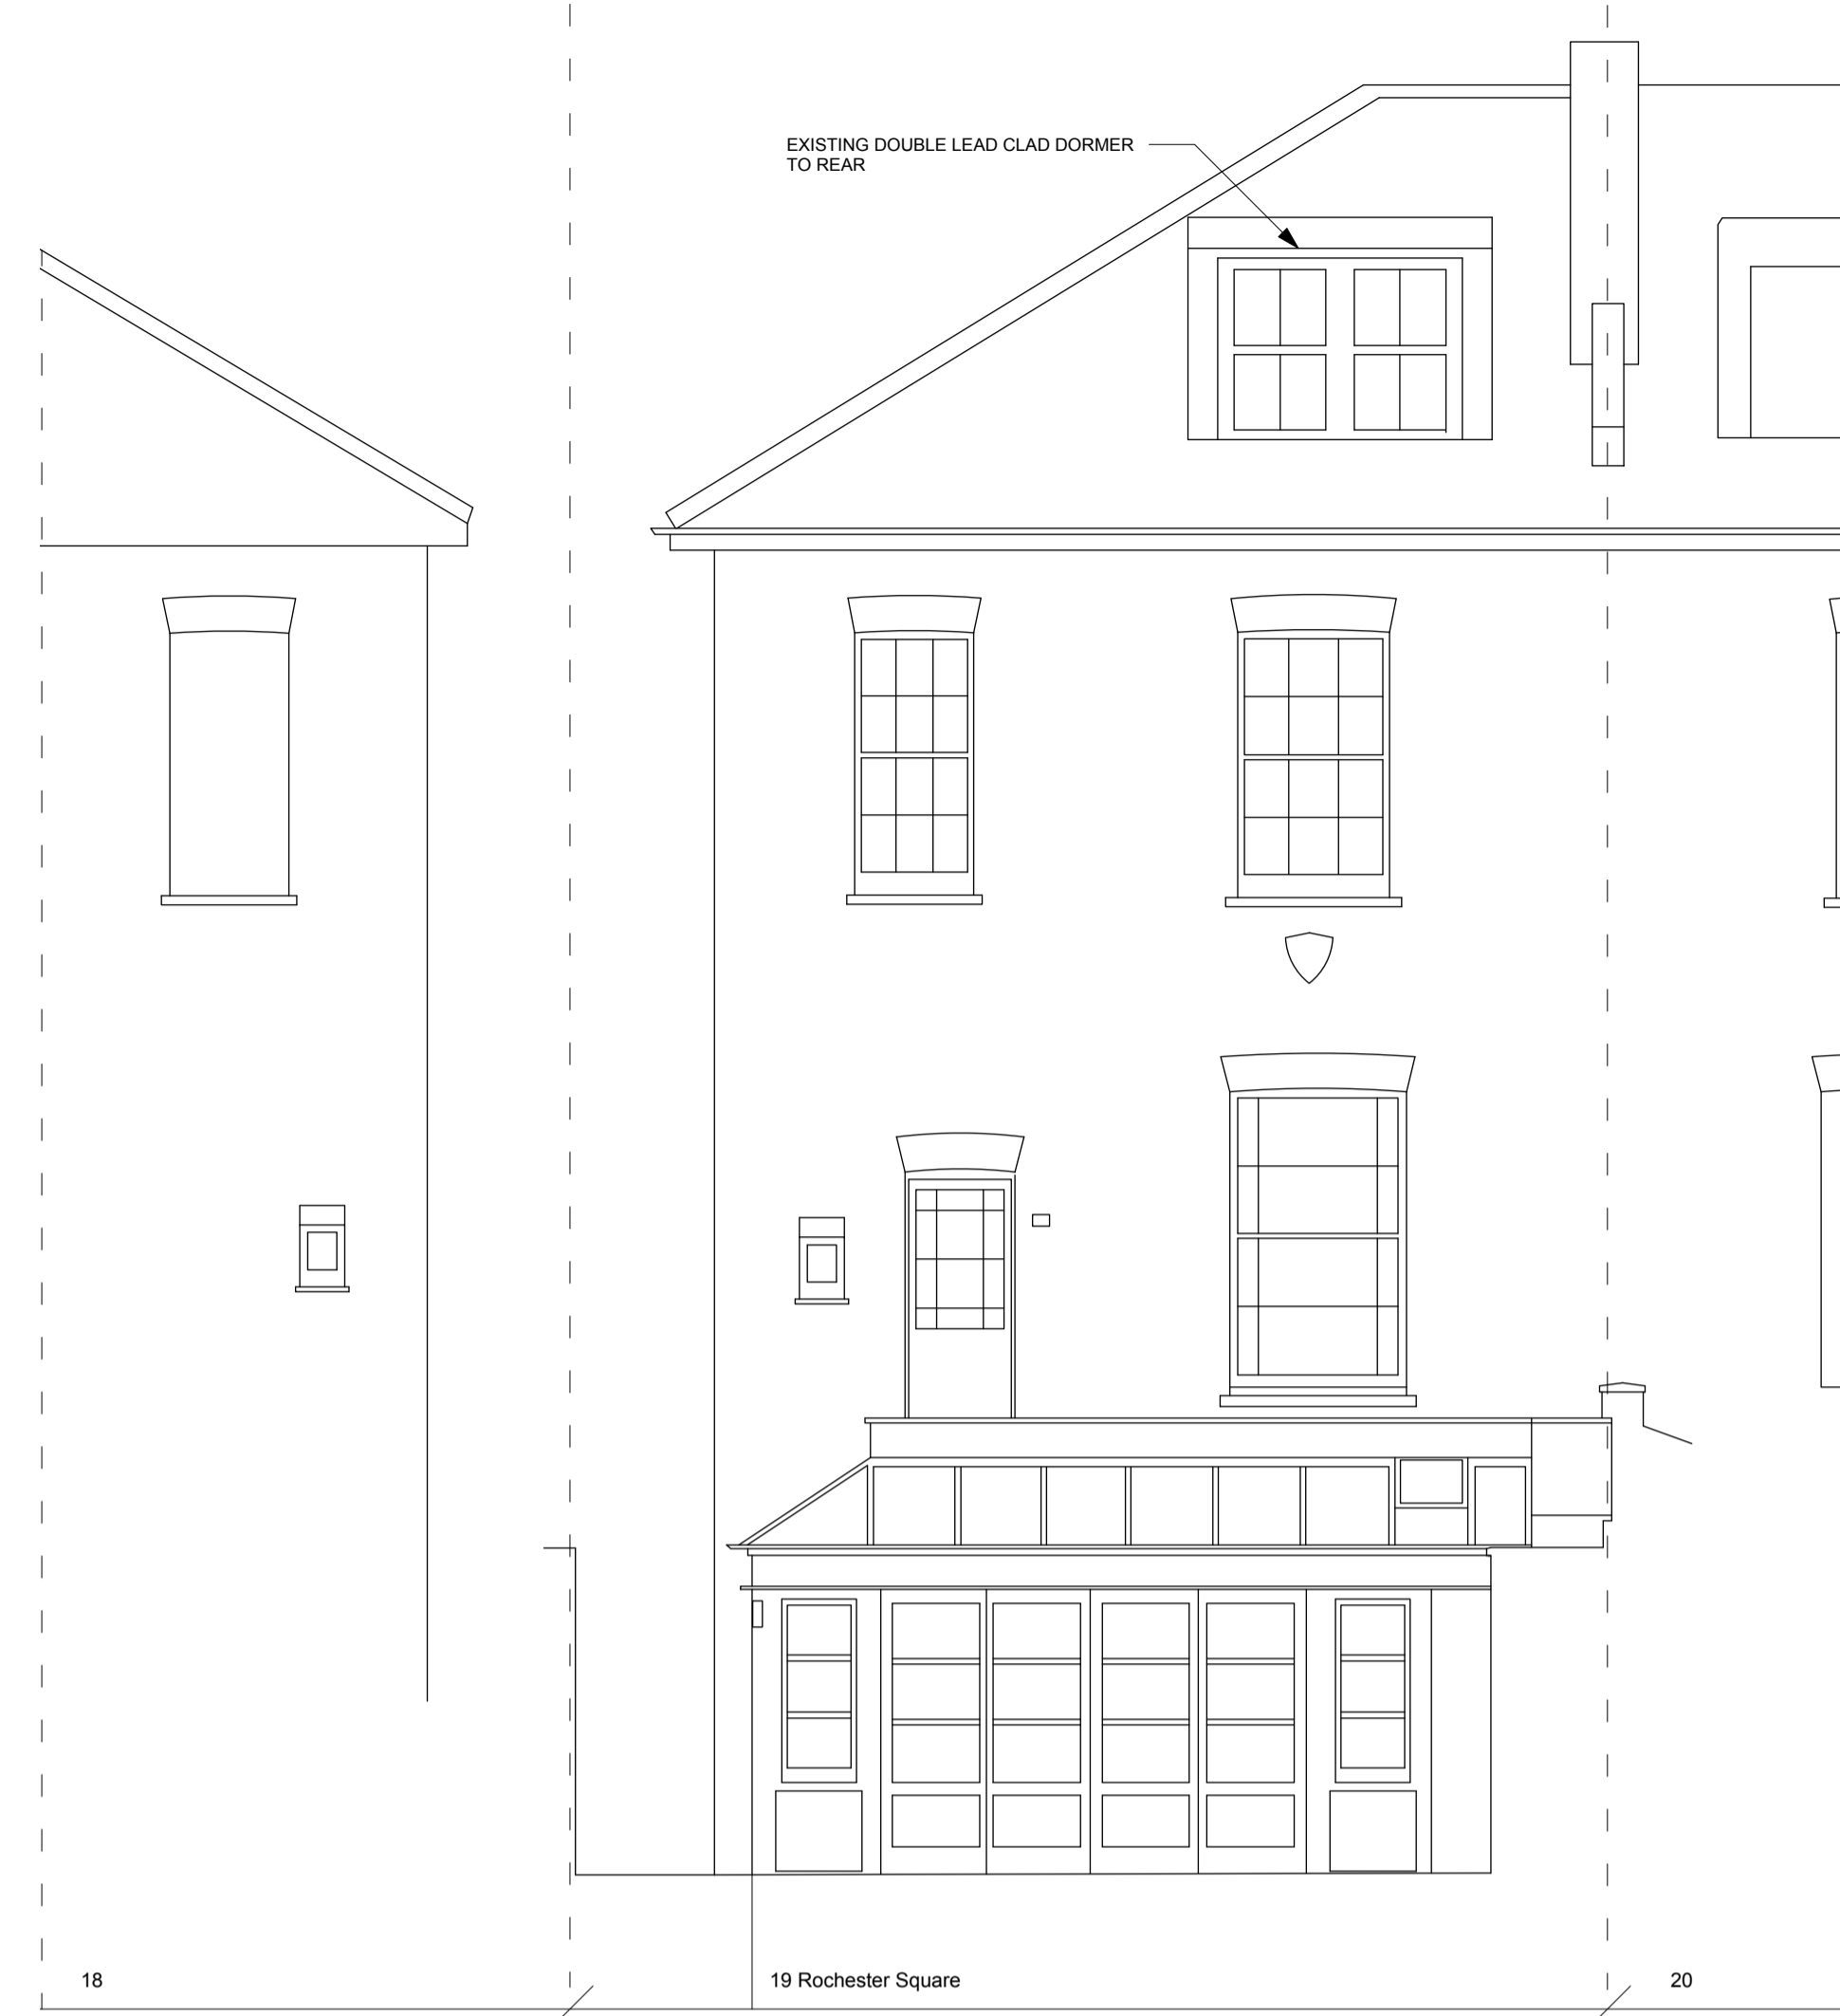 EXISTING DOUBLE LEAD CLAD DORMER
TO REAR
18
19 Rochester Square
20